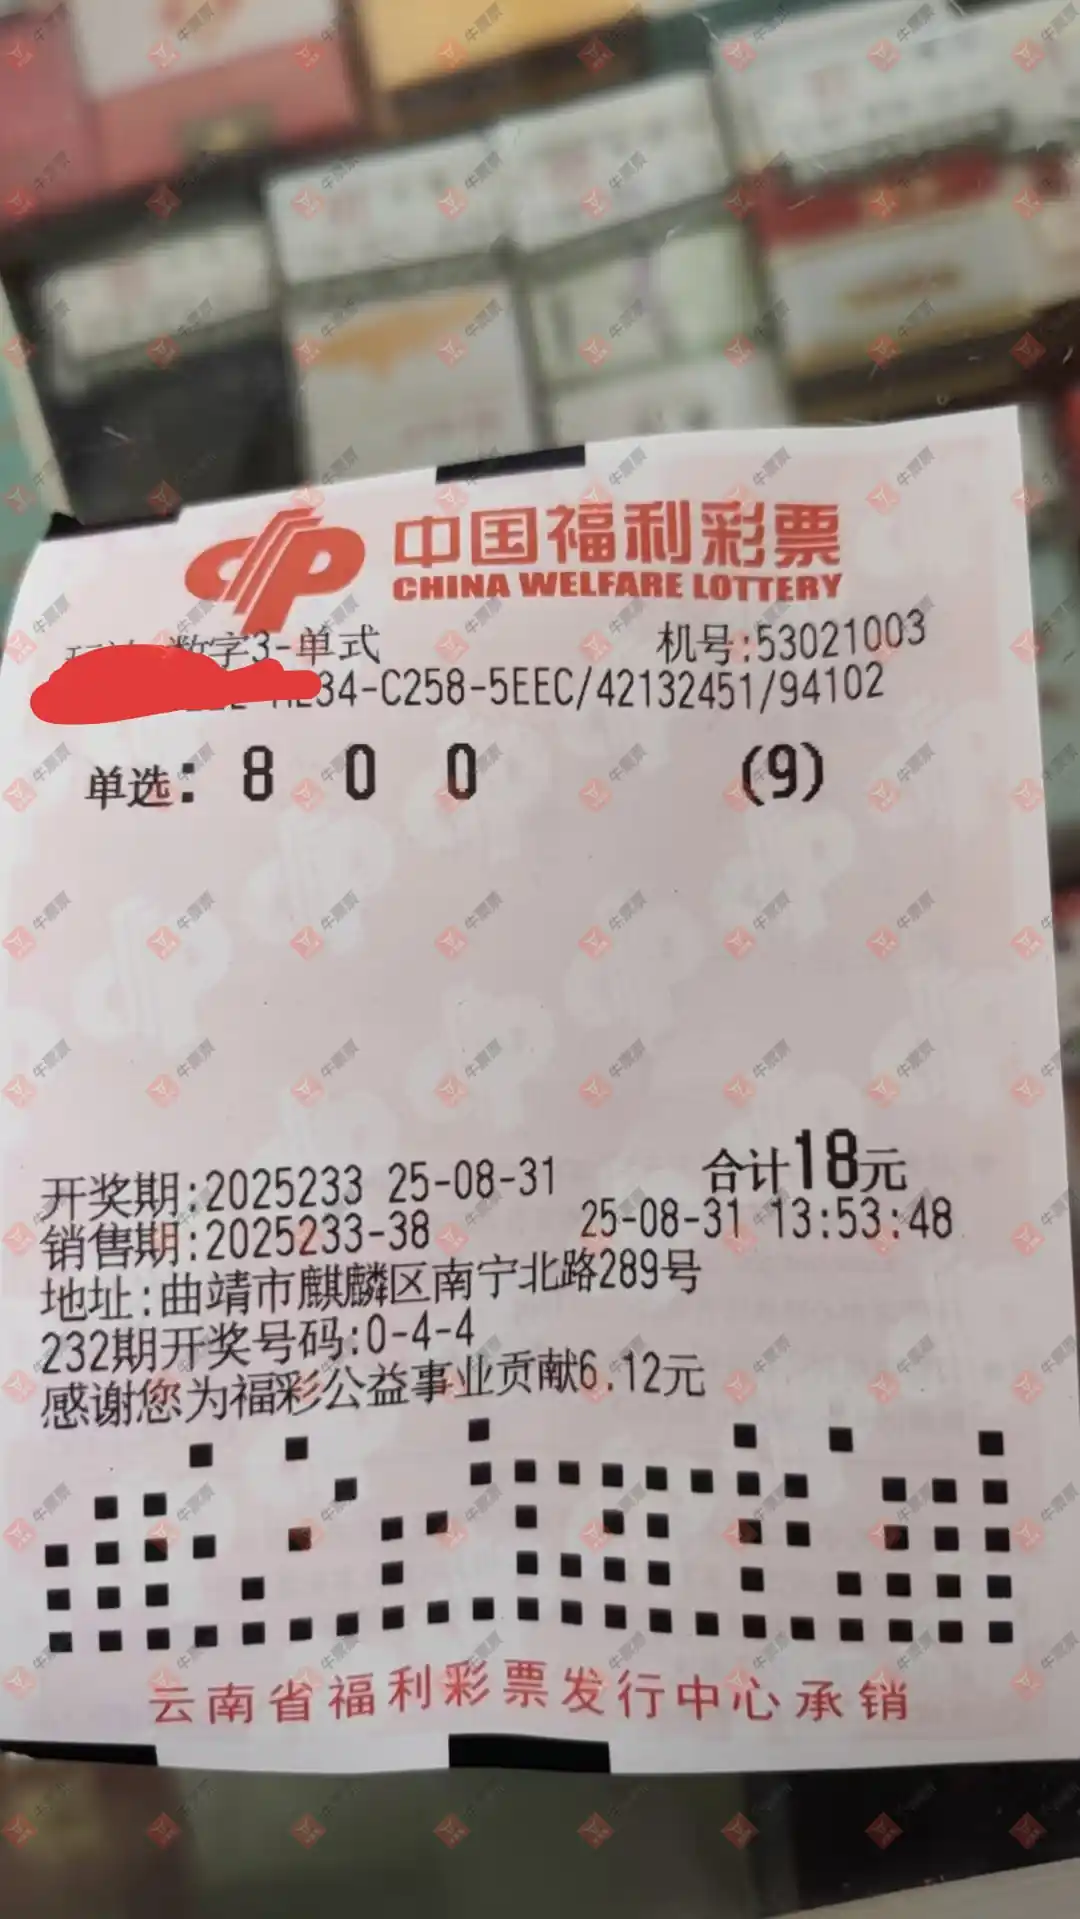 中国福利彩票
CHINA WELFARE LOTTERY
数字3-单式 机号:53021003
34-C258-5EEC/42132451/94102
单选: 8 0 0 (9)
开奖期:2025233 25-08-31 合计18元
销售期:2025233-38 25-08-31 13:53:48
地址:曲靖市麒麟区南宁北路289号
232期开奖号码:0-4-4
感谢您为福彩公益事业贡献6.12元
云南省福利彩票发行中心承销
牛票票